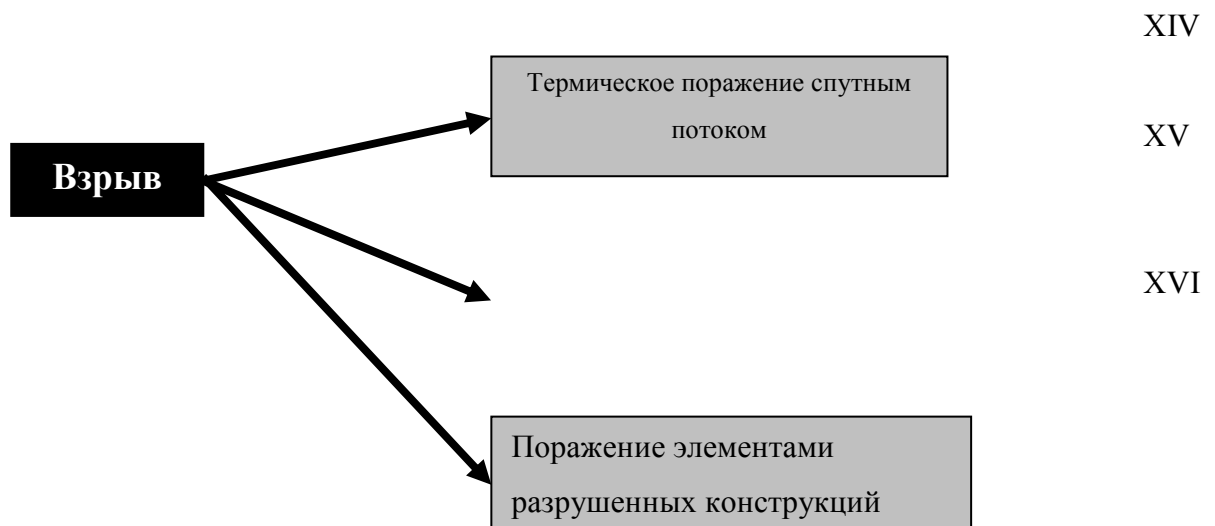 XIV
Термическое поражение спутным
потоком
XV
Взрыв
XVI
Поражение элементами
разрушенных конструкций